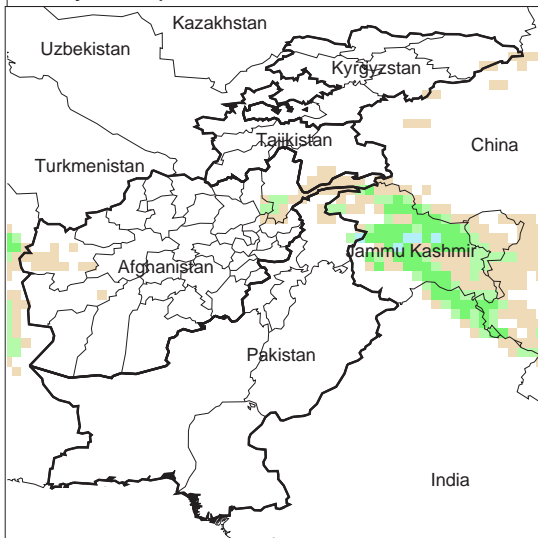 Kazakhstan
Uzbekistan
Kyrgyzstan
Tajikistan
China
Turkmenistan
Jammu Kashmir
Afghanistan
Pakistan
India